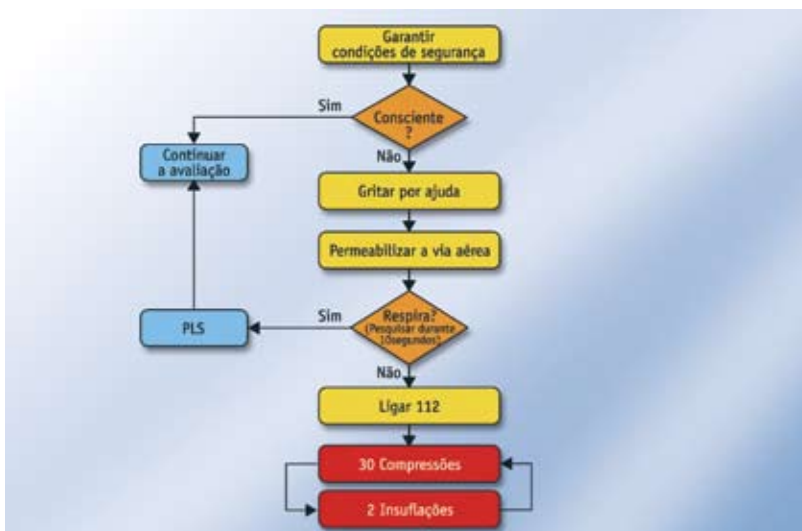 Garantir
condições de segurança
Sim
Consciente
?
Continuar
a avaliação
Não
Gritar por ajuda
Permeabilizar a via aérea
PLS
Sim
Respira?
(Pesquisar durante
10segundos)
Não
Ligar 112
30 Compressões
2 Insuflações